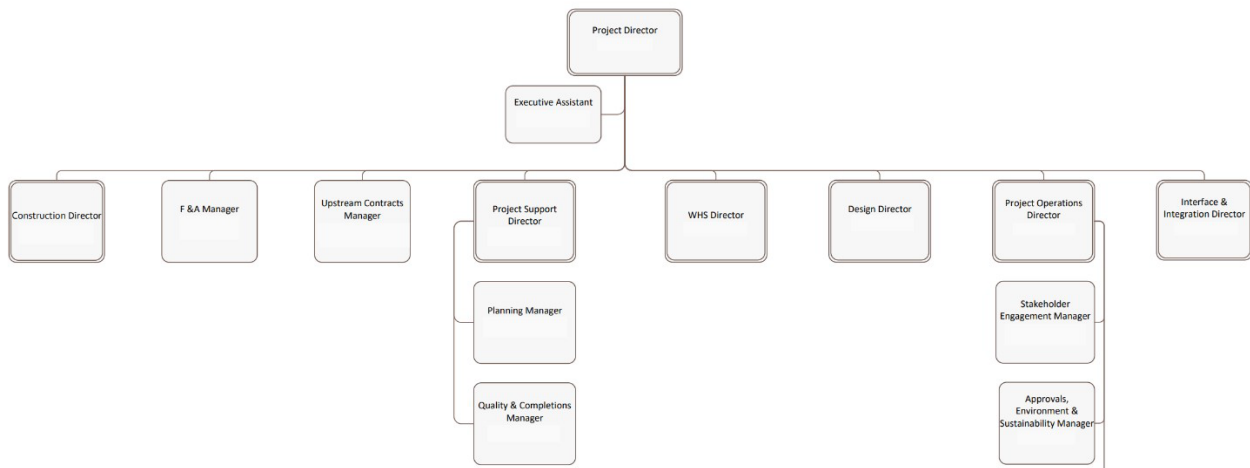 Project Director
Executive Assistant
Construction Director
F &A Manager
Upstream Contracts
Manager
Project Support
Director
WHS Director
Design Director
Project Operations
Director
Interface &
Integration Director
Planning Manager
Stakeholder
Engagement Manager
Quality & Completions
Manager
Approvals,
Environment &
Sustainability Manager